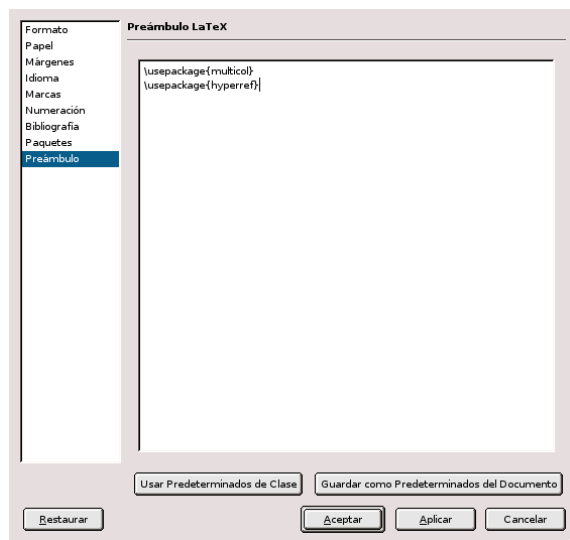 Formato
Papel
Márgenes
Idioma
Marcas
Numeración
Bibliografía
Paquetes
Preámbulo
Preámbulo LaTeX
\usepackage{multicol}
\usepackage{hyperref}
Usar Predeterminados de Clase
Guardar como Predeterminados del Documento
Restaurar
Aceptar
Aplicar
Cancelar